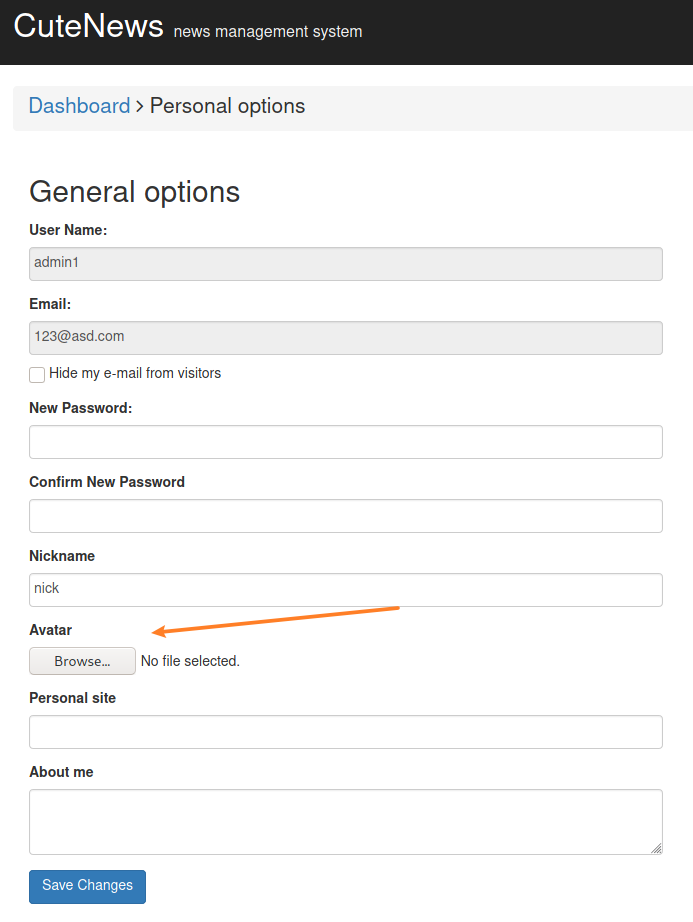 CuteNews news management system
Dashboard > Personal options
General options
User Name:
admin1
Email:
123@asd.com
Hide my e-mail from visitors
New Password:
Confirm New Password
Nickname
nick
Avatar
Browse... No file selected.
Personal site
About me
Save Changes